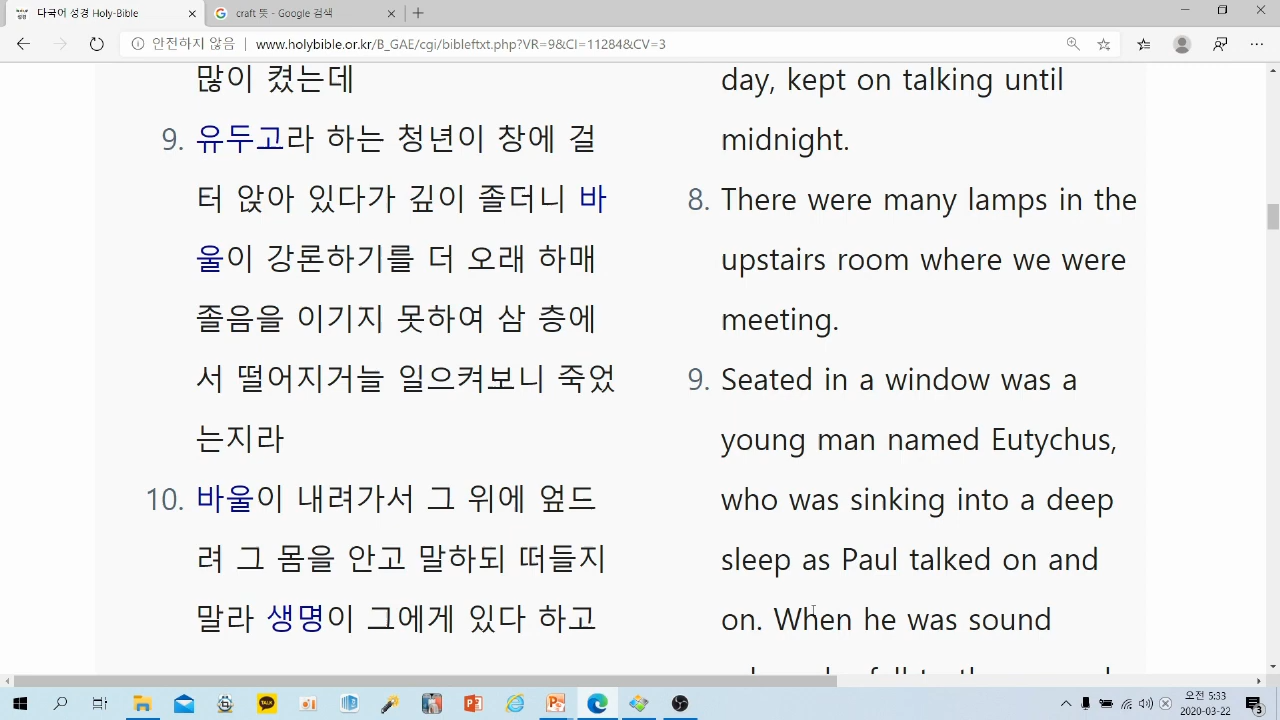 다국어 성경 Holy-Bible
craft 뜻 - Google 검색
안전하지 않음
www.holybible.or.kr/B_GAE/cgi/bibleftxt.php?VR=9&CI=11284&CV=3
많이 켰는데
9. 유두고라 하는 청년이 창에 걸
터 앉아 있다가 깊이 졸더니 바
울이 강론하기를 더 오래 하매
졸음을 이기지 못하여 삼 층에
서 떨어지거늘 일으켜보니 죽었
는지라
10. 바울이 내려가서 그 위에 엎드
려 그 몸을 안고 말하되 떠들지
말라 생명이 그에게 있다 하고
day, kept on talking until
midnight.
8. There were many lamps in the
upstairs room where we were
meeting.
9. Seated in a window was a
young man named Eutychus,
who was sinking into a deep
sleep as Paul talked on and
on. When he was sound
TALK
오전 5:33
2020-03-22
3